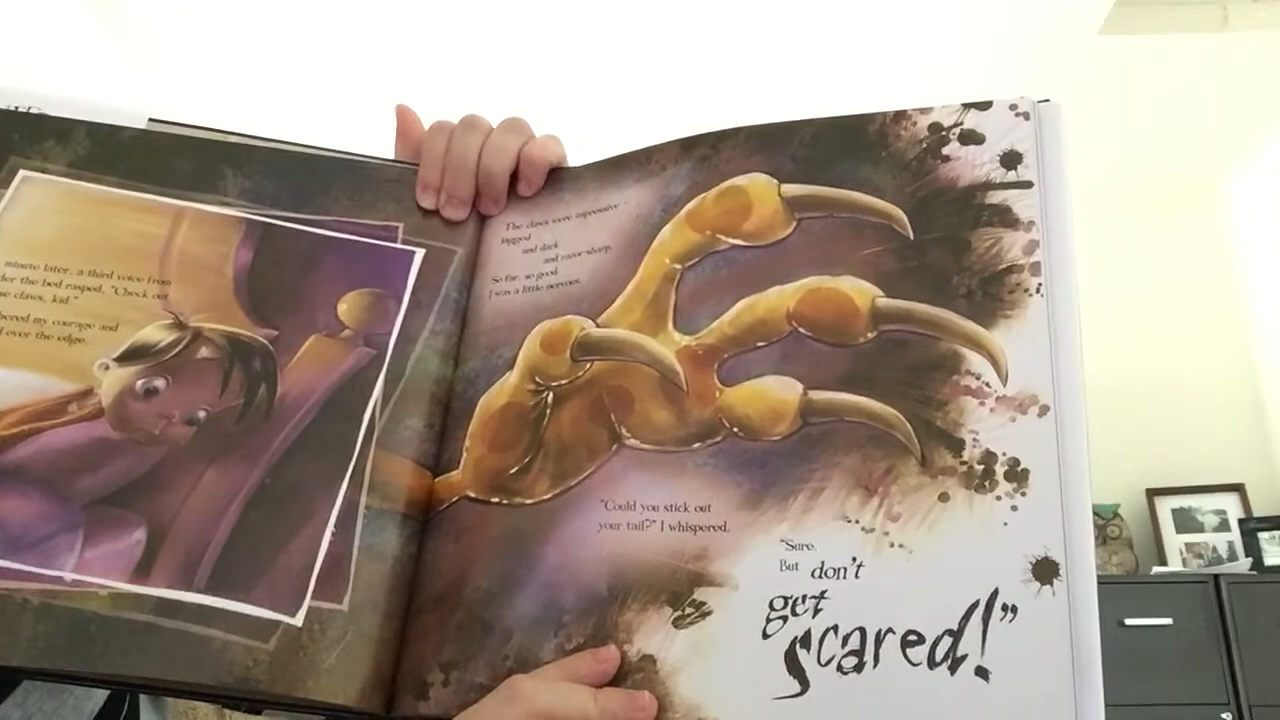 minute later, a third voice from
the bed rasped, "Check out
claws, kid."
my courage and
over the edge.
The claws were impressive –
jagged
and dark
and razor-sharp.
So far, so good.
I was a little nervous.
"Could you stick out
your tail?" I whispered.
"Sure.
But don't
get
scared!"